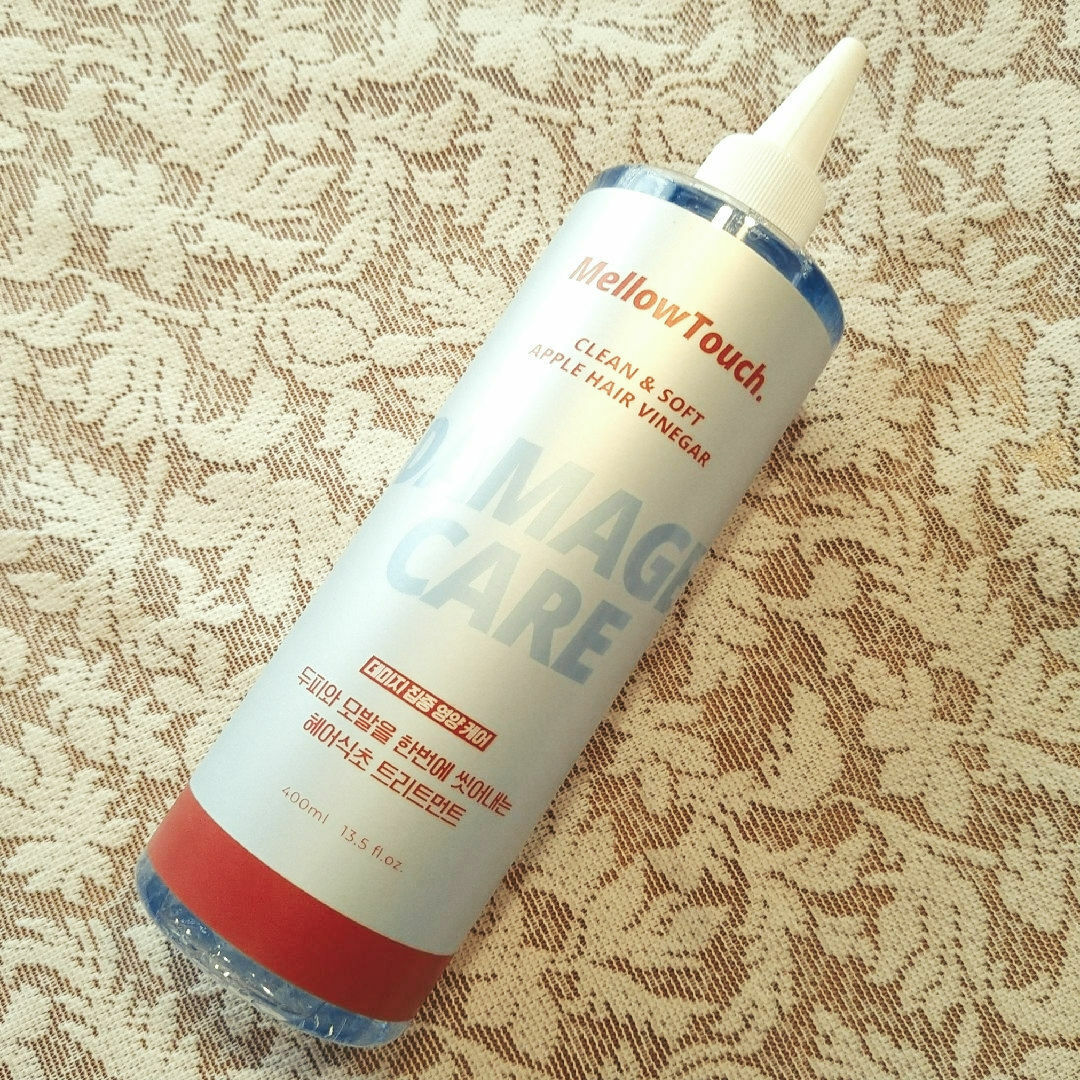 MellowTouch.
CLEAN & SOFT
APPLE HAIR VINEGAR
MAGE
CARE
데미지 집중 영양 케어
두피와 모발을 한번에 씻어내는
헤어식초 트리트먼트
400ml 13.5 fl.oz.